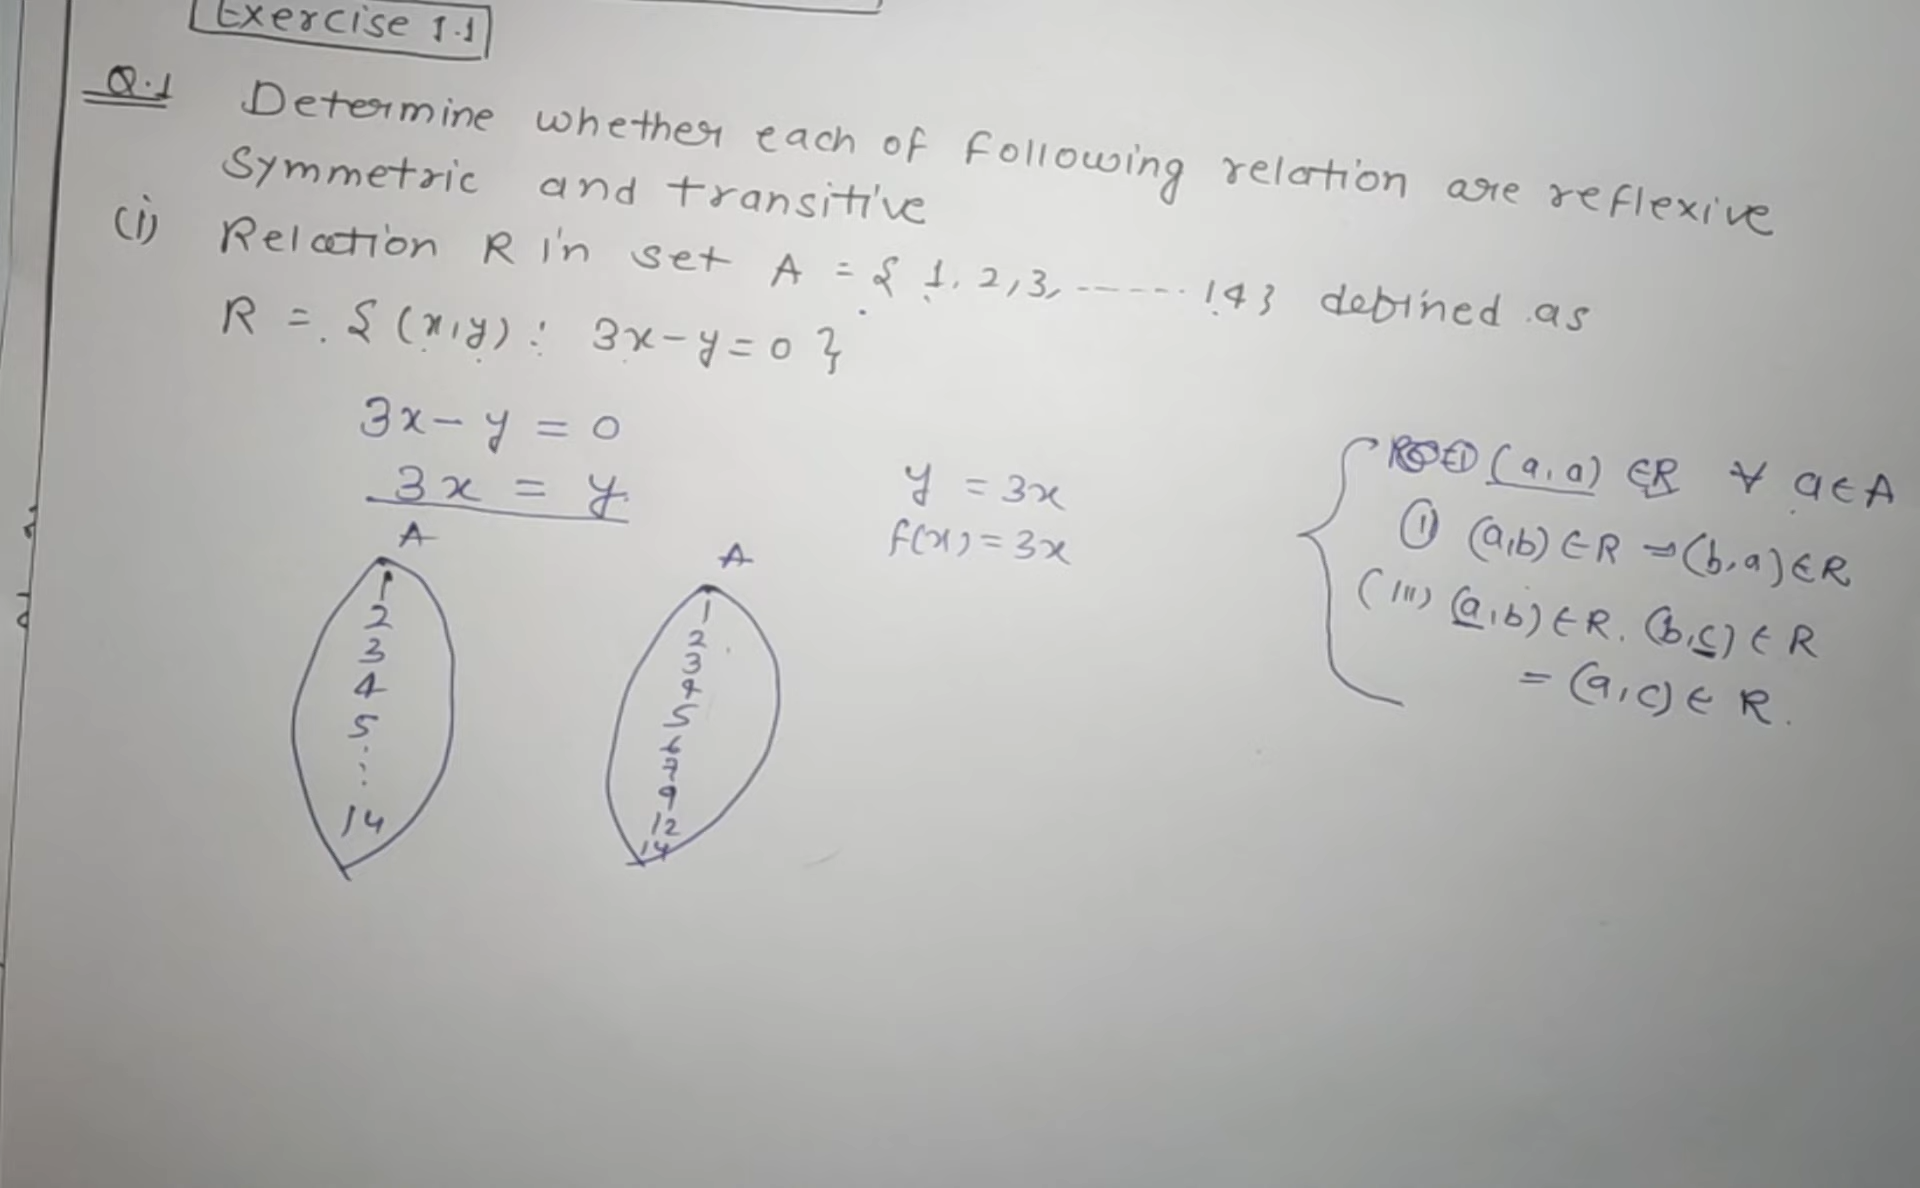 Exercise 1.1
Q.1 Determine whether each of following relation are reflexive
Symmetric and transitive
(i) Relation R in set A = { 1, 2, 3, ------ 14} defined as
R = { (x,y) : 3x-y=0 }
3x-y = 0
3x = y
y = 3x
f(x) = 3x
(a,a) ∈R ∀ a∈A
(1) (a,b) ∈R ⇒ (b,a) ∈R
(III) (a,b) ∈ R. (b,c) ∈ R
= (a,c) ∈ R.
A
1
2
3
4
5
⋮
14
A
1
2
3
4
5
6
7
9
12
14